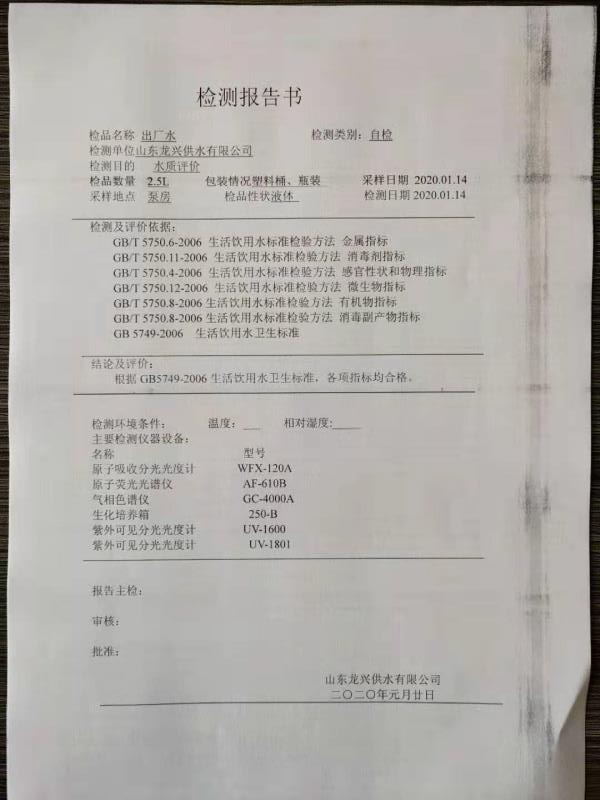 检测报告书
检品名称 出厂水 检测类别：自检
检测单位山东龙兴供水有限公司
检测目的 水质评价
检品数量 2.5L 包装情况塑料桶、瓶装 采样日期 2020.01.14
采样地点 泵房 检品性状液体 检测日期 2020.01.14
检测及评价依据：
GB/T 5750.6-2006 生活饮用水标准检验方法 金属指标
GB/T 5750.11-2006 生活饮用水标准检验方法 消毒剂指标
GB/T 5750.4-2006 生活饮用水标准检验方法 感官性状和物理指标
GB/T 5750.12-2006 生活饮用水标准检验方法 微生物指标
GB/T 5750.8-2006 生活饮用水标准检验方法 有机物指标
GB/T 5750.8-2006 生活饮用水标准检验方法 消毒副产物指标
GB 5749-2006 生活饮用水卫生标准
结论及评价：
根据 GB5749-2006 生活饮用水卫生标准，各项指标均合格。
检测环境条件： 温度：___ 相对湿度:_____
主要检测仪器设备：
名称 型号
原子吸收分光光度计 WFX-120A
原子荧光光谱仪 AF-610B
气相色谱仪 GC-4000A
生化培养箱 250-B
紫外可见分光光度计 UV-1600
紫外可见分光光度计 UV-1801
报告主检：
审核：
批准：
山东龙兴供水有限公司
二〇二〇年元月廿日